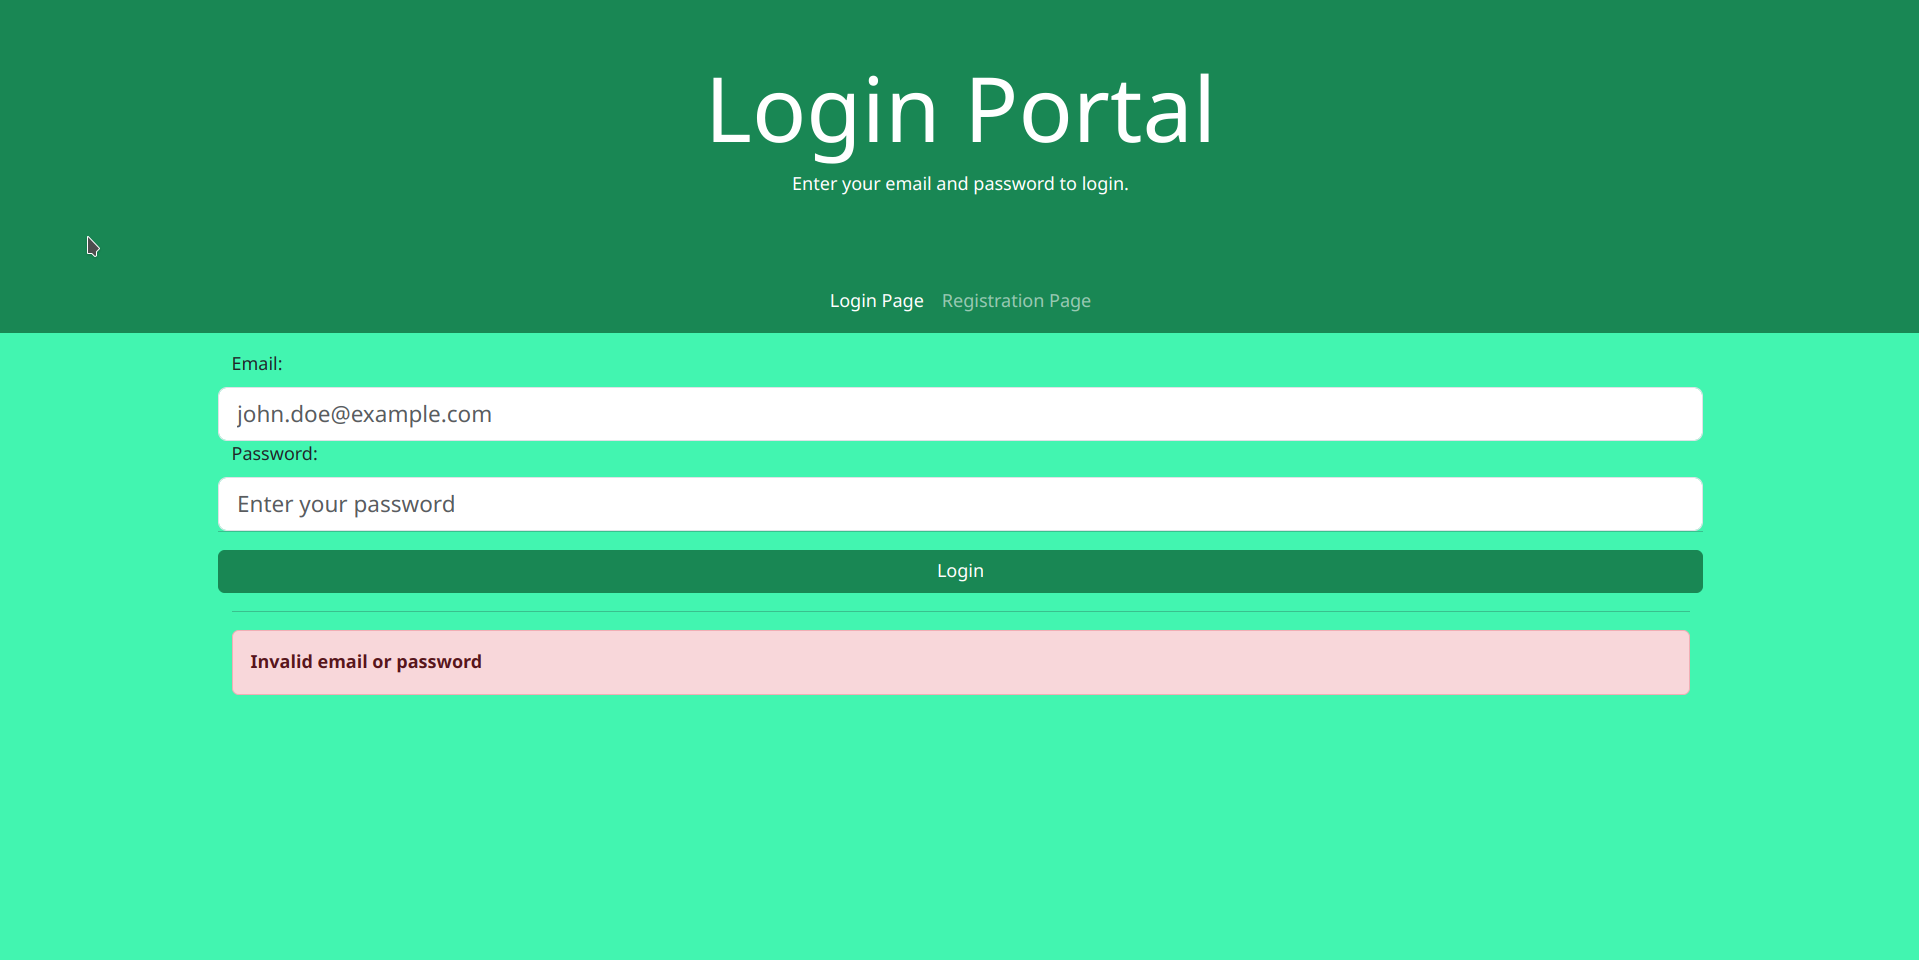 Login Portal
Enter your email and password to login.
Login Page Registration Page
Email:
john.doe@example.com
Password:
Enter your password
Login
Invalid email or password